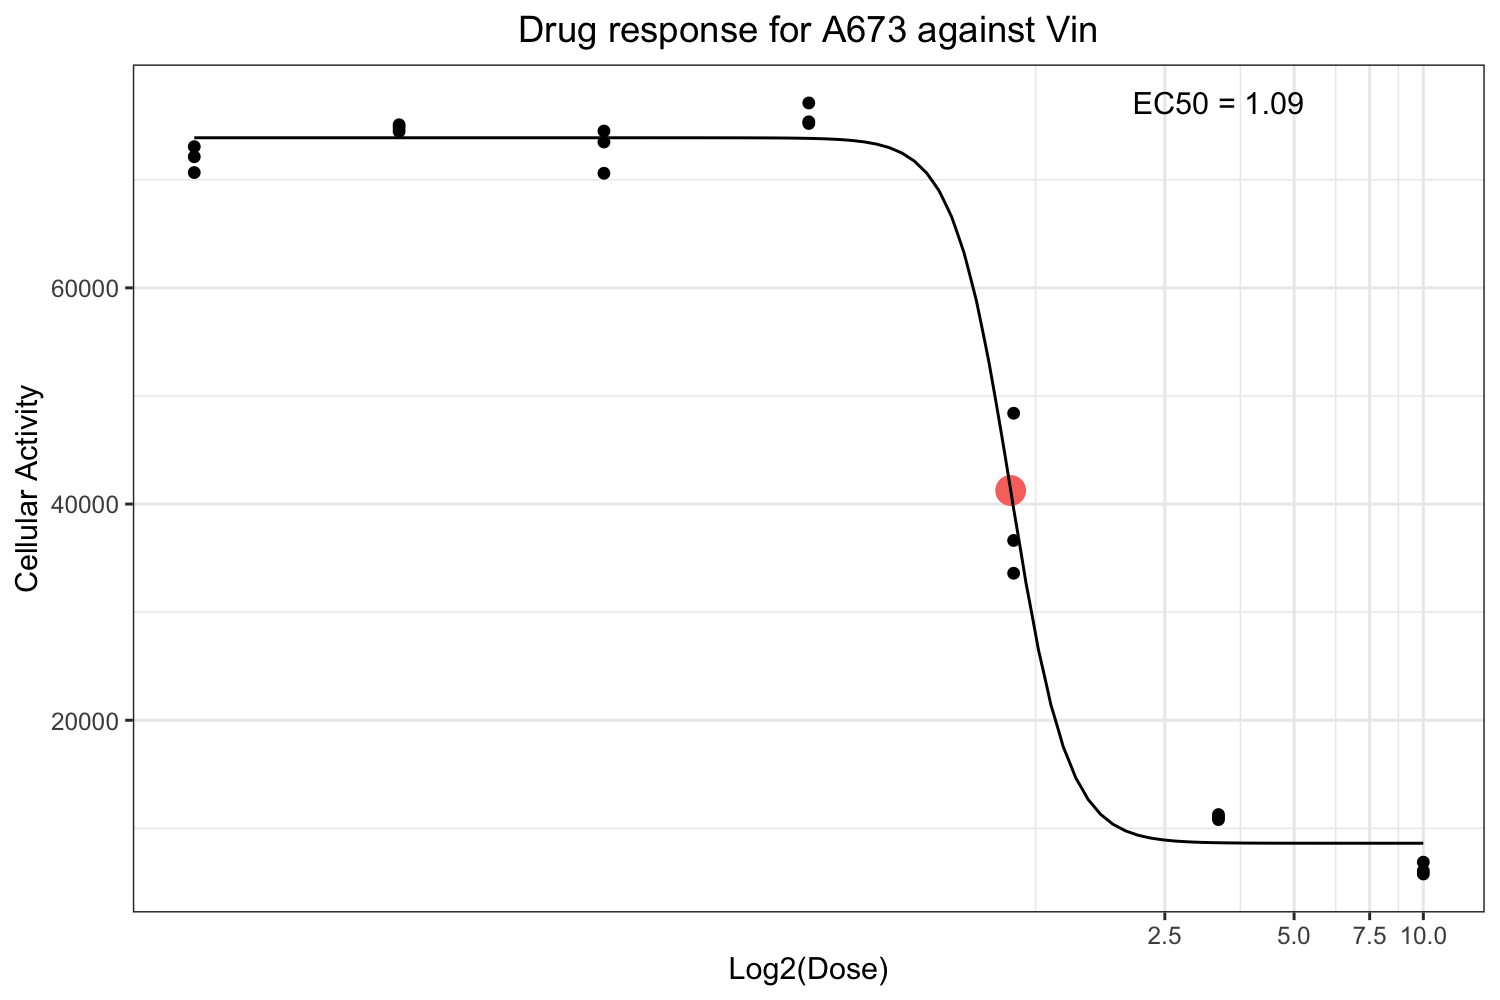 Drug response for A673 against Vin
EC50 = 1.09
60000
40000
20000
Cellular Activity
2.5 5.0 7.5 10.0
Log2(Dose)